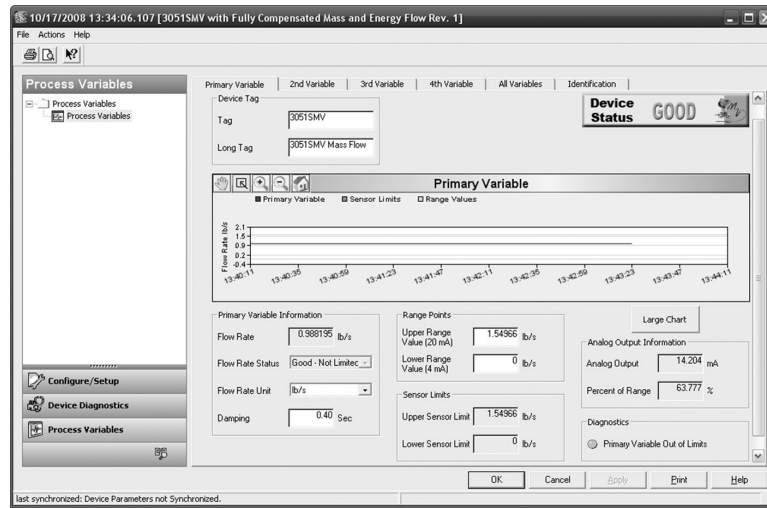 10/17/2008 13:34:06.107 [3051SMV with Fully Compensated Mass and Energy Flow Rev. 1]
File Actions Help
Process Variables
Process Variables
Process Variables
Configure/Setup
Device Diagnostics
Process Variables
Primary Variable 2nd Variable 3rd Variable 4th Variable All Variables Identification
Device Tag
Tag 3051SMV
Long Tag 3051SMV Mass Flow
Device Status GOOD
Primary Variable
Primary Variable Sensor Limits Range Values
Flow Rate lb/s
2.1
1.5
0.9
0.2
-0.4
13:40:11 13:40:35 13:40:59 13:41:23 13:41:47 13:42:11 13:42:35 13:42:59 13:43:23 13:43:47 13:44:11
Primary Variable Information
Flow Rate 0.988195 lb/s
Flow Rate Status Good - Not Limitec
Flow Rate Unit lb/s
Damping 0.40 Sec
Range Points
Upper Range Value (20 mA) 1.54966 lb/s
Lower Range Value (4 mA) 0 lb/s
Sensor Limits
Upper Sensor Limit 1.54966 lb/s
Lower Sensor Limit 0 lb/s
Large Chart
Analog Output Information
Analog Output 14.204 mA
Percent of Range 63.777 %
Diagnostics
Primary Variable Out of Limits
OK Cancel Apply Print Help
last synchronized: Device Parameters not Synchronized.